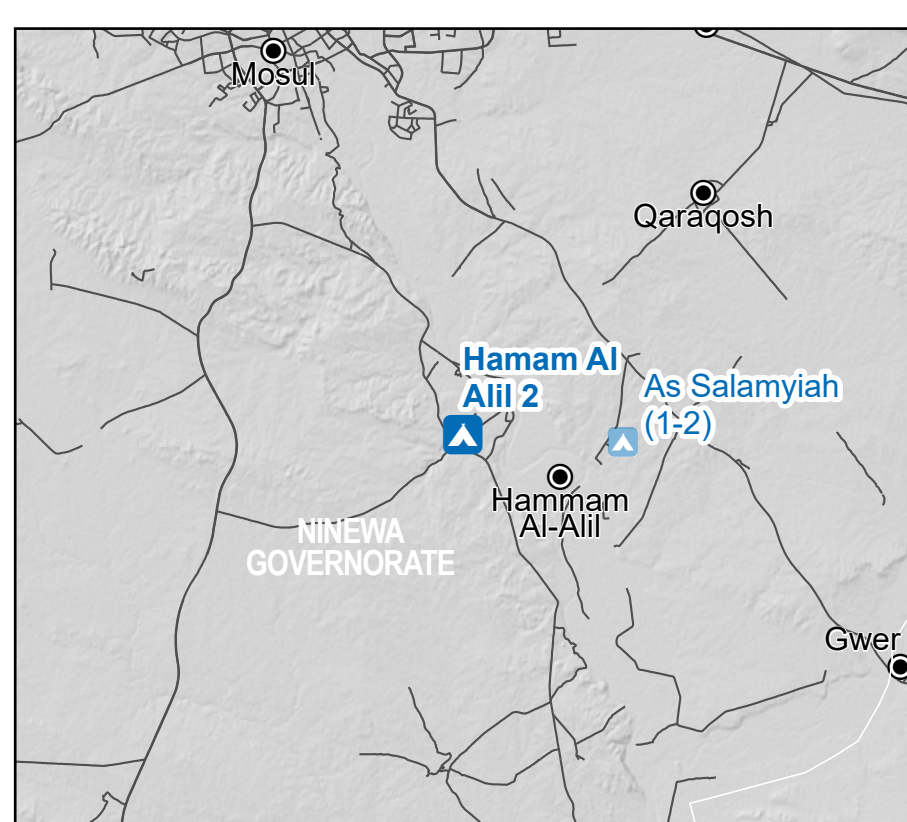 Mosul
Qaraqosh
Hamam Al
Alil 2
As Salamyiah
(1-2)
Hammam
Al-Alil
NINEWA
GOVERNORATE
Gwer